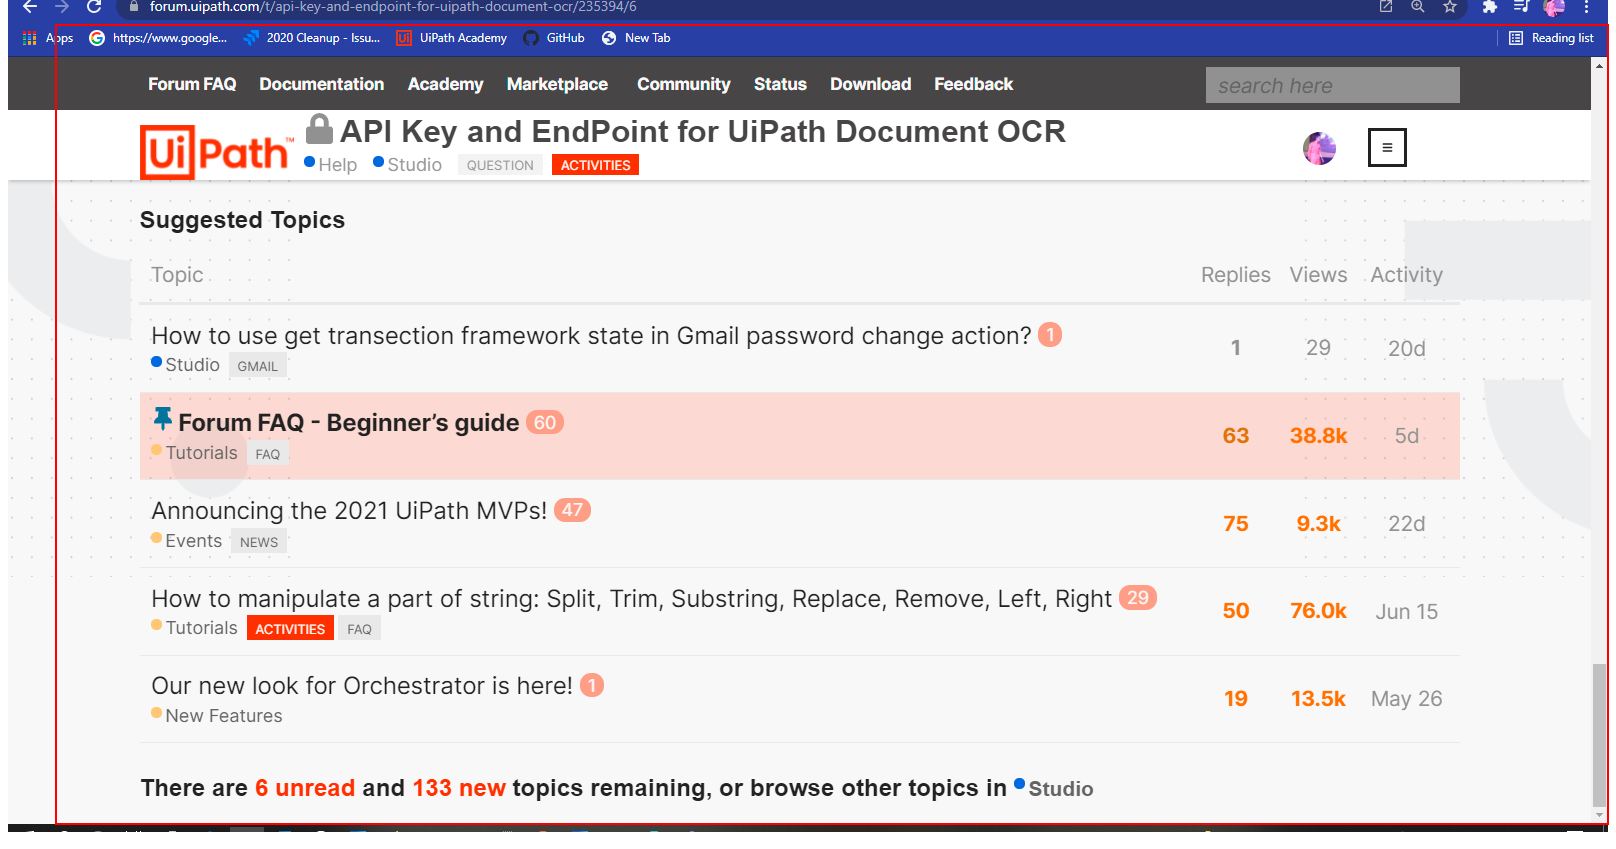 forum.uipath.com/t/api-key-and-endpoint-for-uipath-document-ocr/235394/6
Apps https://www.google... 2020 Cleanup - Issu... Ui UiPath Academy GitHub New Tab Reading list
Forum FAQ Documentation Academy Marketplace Community Status Download Feedback search here
UiPath™ API Key and EndPoint for UiPath Document OCR
Help Studio QUESTION ACTIVITIES
Suggested Topics
Topic Replies Views Activity
How to use get transection framework state in Gmail password change action? 1
1 29 20d
Studio GMAIL
Forum FAQ - Beginner’s guide 60
63 38.8k 5d
Tutorials FAQ
Announcing the 2021 UiPath MVPs! 47
75 9.3k 22d
Events NEWS
How to manipulate a part of string: Split, Trim, Substring, Replace, Remove, Left, Right 29
50 76.0k Jun 15
Tutorials ACTIVITIES FAQ
Our new look for Orchestrator is here! 1
19 13.5k May 26
New Features
There are 6 unread and 133 new topics remaining, or browse other topics in Studio